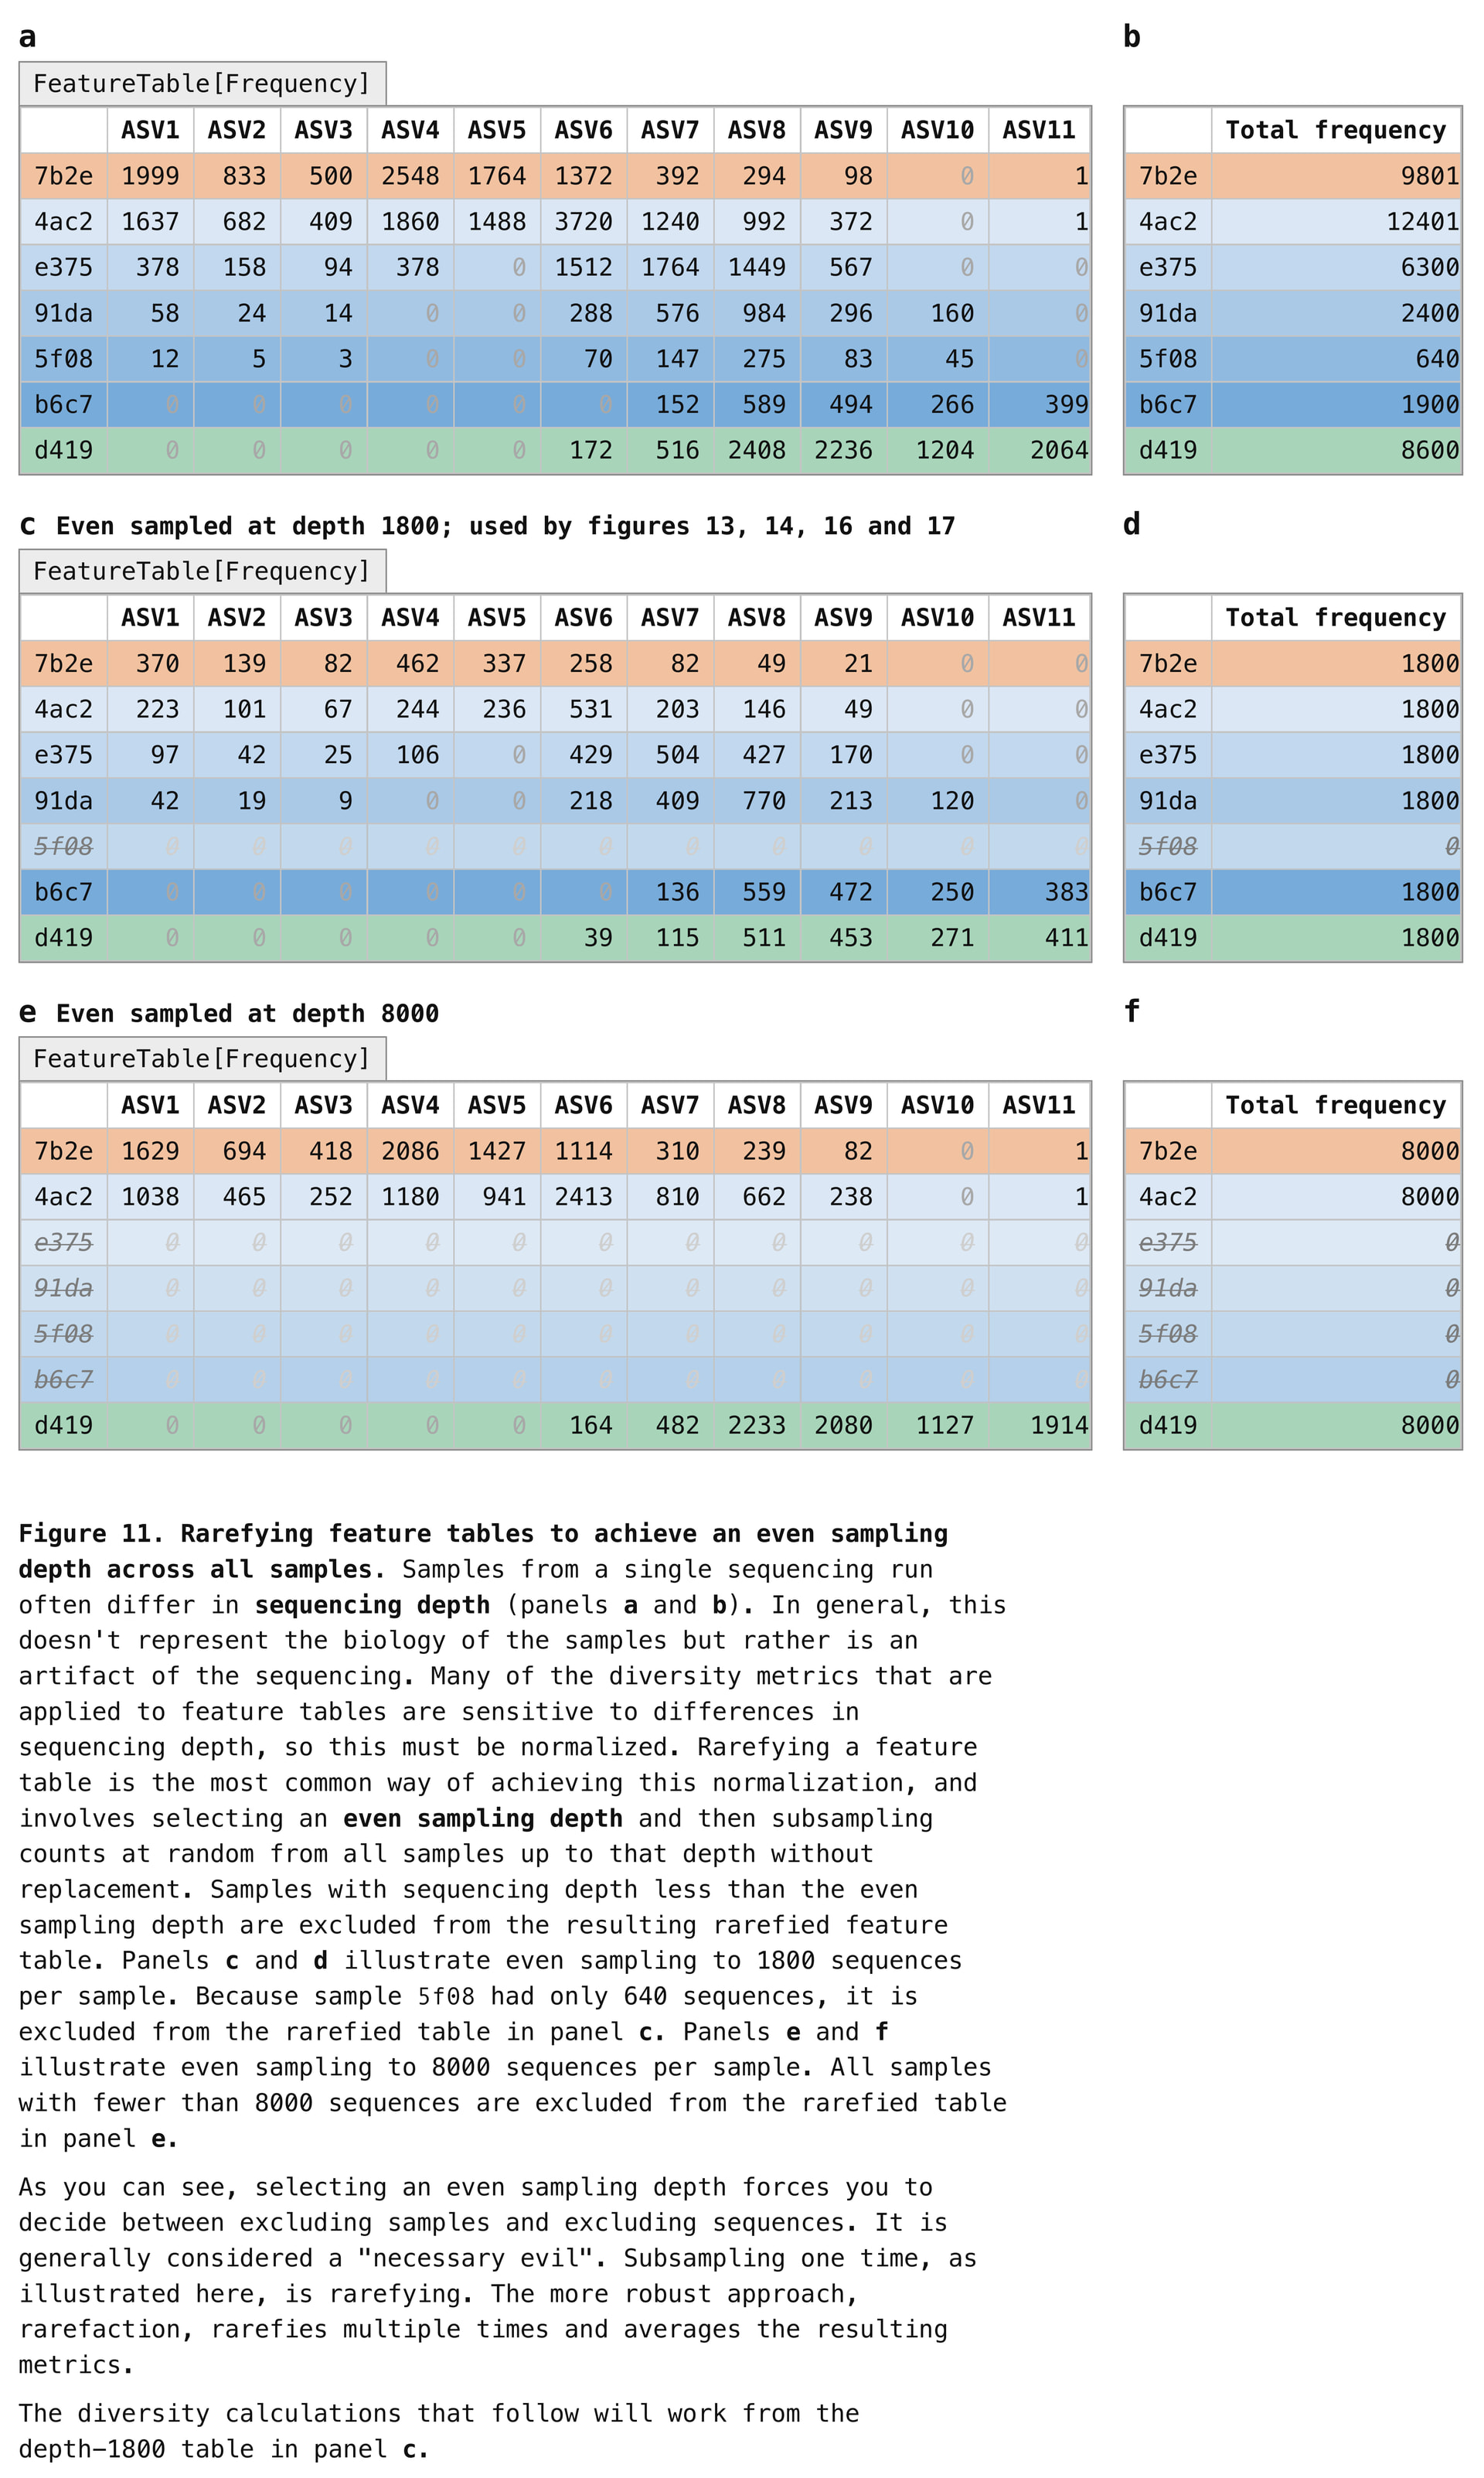 a b
FeatureTable[Frequency]
ASV1 ASV2 ASV3 ASV4 ASV5 ASV6 ASV7 ASV8 ASV9 ASV10 ASV11 Total frequency
7b2e 1999 833 500 2548 1764 1372 392 294 98 0 1 7b2e 9801
4ac2 1637 682 409 1860 1488 3720 1240 992 372 0 1 4ac2 12401
e375 378 158 94 378 0 1512 1764 1449 567 0 0 e375 6300
91da 58 24 14 0 0 288 576 984 296 160 0 91da 2400
5f08 12 5 3 0 0 70 147 275 83 45 0 5f08 640
b6c7 0 0 0 0 0 0 152 589 494 266 399 b6c7 1900
d419 0 0 0 0 0 172 516 2408 2236 1204 2064 d419 8600
c Even sampled at depth 1800; used by figures 13, 14, 16 and 17 d
FeatureTable[Frequency]
ASV1 ASV2 ASV3 ASV4 ASV5 ASV6 ASV7 ASV8 ASV9 ASV10 ASV11 Total frequency
7b2e 370 139 82 462 337 258 82 49 21 0 0 7b2e 1800
4ac2 223 101 67 244 236 531 203 146 49 0 0 4ac2 1800
e375 97 42 25 106 0 429 504 427 170 0 0 e375 1800
91da 42 19 9 0 0 218 409 770 213 120 0 91da 1800
5f08 0 0 0 0 0 0 0 0 0 0 0 5f08 0
b6c7 0 0 0 0 0 0 136 559 472 250 383 b6c7 1800
d419 0 0 0 0 0 39 115 511 453 271 411 d419 1800
e Even sampled at depth 8000 f
FeatureTable[Frequency]
ASV1 ASV2 ASV3 ASV4 ASV5 ASV6 ASV7 ASV8 ASV9 ASV10 ASV11 Total frequency
7b2e 1629 694 418 2086 1427 1114 310 239 82 0 1 7b2e 8000
4ac2 1038 465 252 1180 941 2413 810 662 238 0 1 4ac2 8000
e375 0 0 0 0 0 0 0 0 0 0 0 e375 0
91da 0 0 0 0 0 0 0 0 0 0 0 91da 0
5f08 0 0 0 0 0 0 0 0 0 0 0 5f08 0
b6c7 0 0 0 0 0 0 0 0 0 0 0 b6c7 0
d419 0 0 0 0 0 164 482 2233 2080 1127 1914 d419 8000
Figure 11. Rarefying feature tables to achieve an even sampling
depth across all samples. Samples from a single sequencing run
often differ in sequencing depth (panels a and b). In general, this
doesn't represent the biology of the samples but rather is an
artifact of the sequencing. Many of the diversity metrics that are
applied to feature tables are sensitive to differences in
sequencing depth, so this must be normalized. Rarefying a feature
table is the most common way of achieving this normalization, and
involves selecting an even sampling depth and then subsampling
counts at random from all samples up to that depth without
replacement. Samples with sequencing depth less than the even
sampling depth are excluded from the resulting rarefied feature
table. Panels c and d illustrate even sampling to 1800 sequences
per sample. Because sample 5f08 had only 640 sequences, it is
excluded from the rarefied table in panel c. Panels e and f
illustrate even sampling to 8000 sequences per sample. All samples
with fewer than 8000 sequences are excluded from the rarefied table
in panel e.
As you can see, selecting an even sampling depth forces you to
decide between excluding samples and excluding sequences. It is
generally considered a "necessary evil". Subsampling one time, as
illustrated here, is rarefying. The more robust approach,
rarefaction, rarefies multiple times and averages the resulting
metrics.
The diversity calculations that follow will work from the
depth−1800 table in panel c.